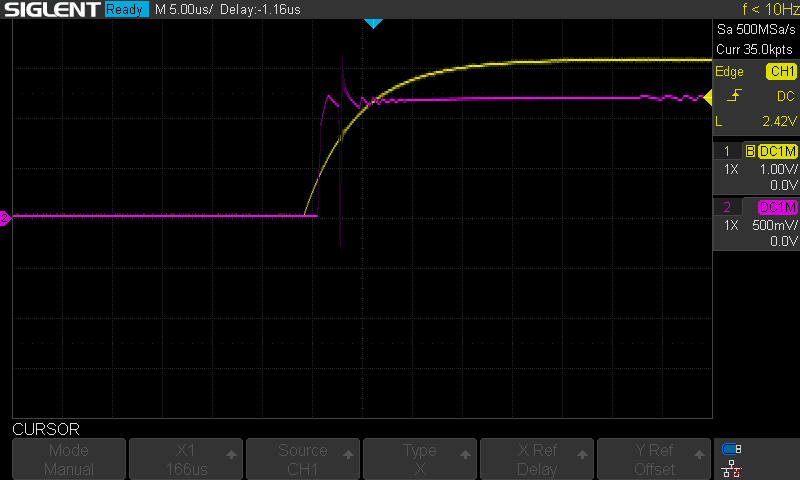 SIGLENT Ready M 5.00us/ Delay:-1.16us f < 10Hz
Sa 500MSa/s
Curr 35.0kpts
Edge CH1
DC
L 2.42V
1 B DC1M
1X 1.00V/
0.0V
2 DC1M
1X 500mV/
0.0V
2
CURSOR
Mode
Manual
X1
166us
Source
CH1
Type
X
X Ref
Delay
Y Ref
Offset